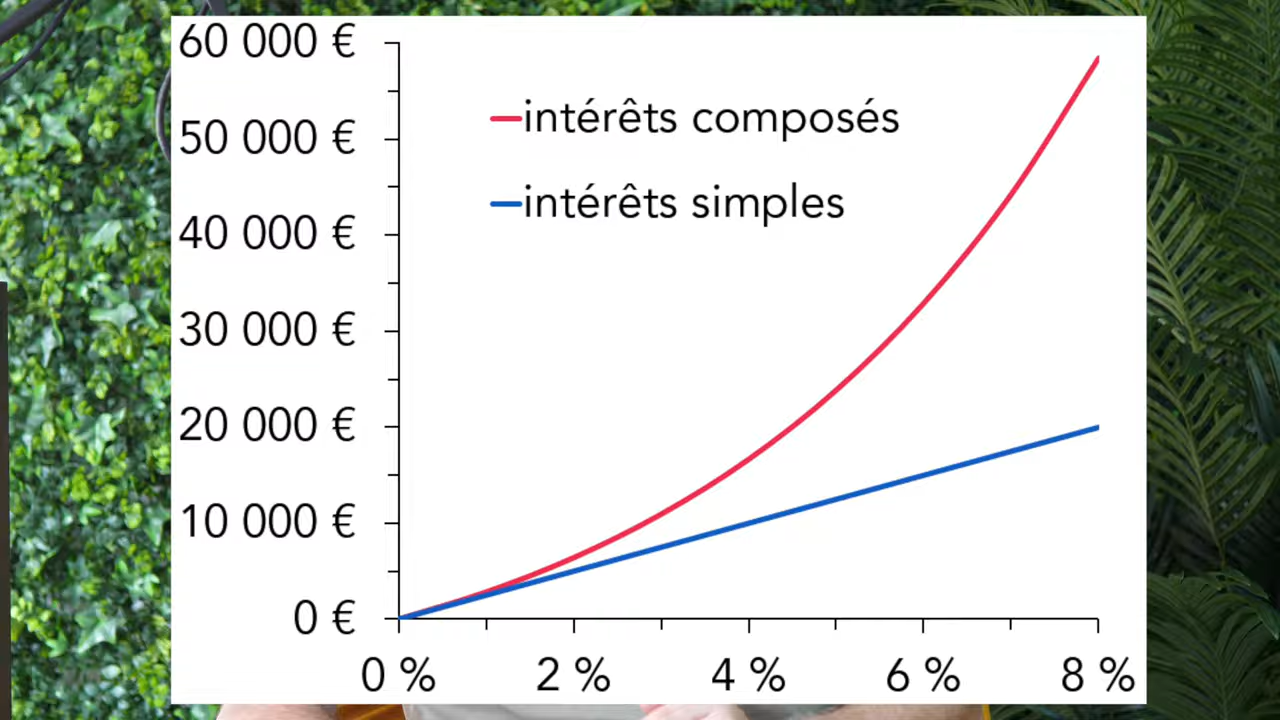 60 000 €
50 000 €
40 000 €
30 000 €
20 000 €
10 000 €
0 €
intérêts composés
intérêts simples
0 % 2 % 4 % 6 % 8 %